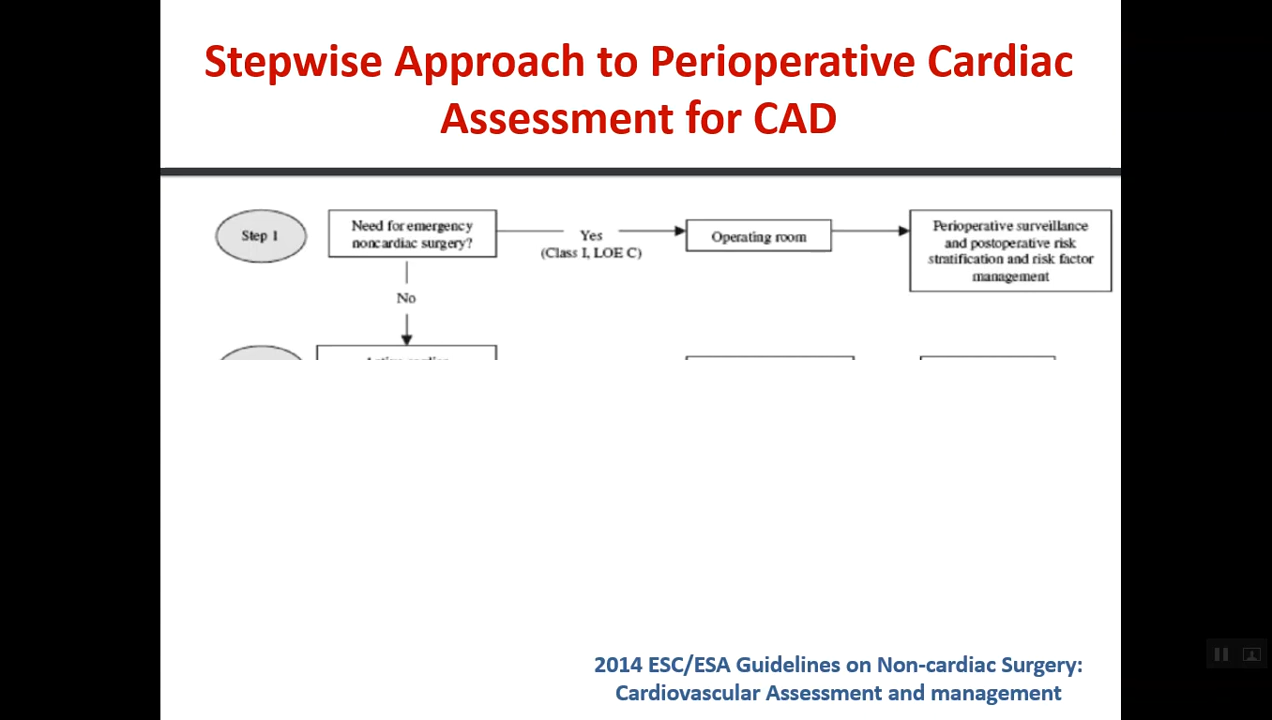 Stepwise Approach to Perioperative Cardiac
Assessment for CAD
Step 1
Need for emergency
noncardiac surgery?
Yes
(Class I, LOE C)
Operating room
Perioperative surveillance
and postoperative risk
stratification and risk factor
management
No
2014 ESC/ESA Guidelines on Non-cardiac Surgery:
Cardiovascular Assessment and management